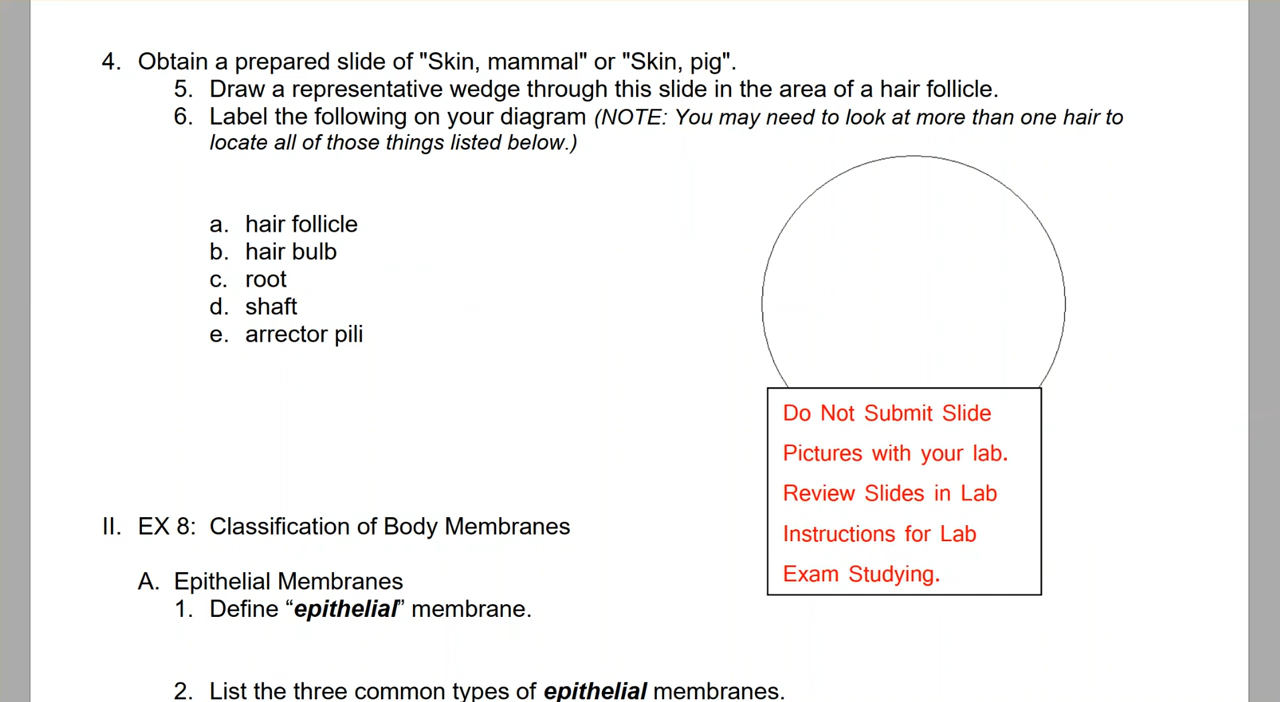 4. Obtain a prepared slide of "Skin, mammal" or "Skin, pig".
5. Draw a representative wedge through this slide in the area of a hair follicle.
6. Label the following on your diagram (NOTE: You may need to look at more than one hair to
locate all of those things listed below.)
a. hair follicle
b. hair bulb
c. root
d. shaft
e. arrector pili
Do Not Submit Slide
Pictures with your lab.
Review Slides in Lab
Instructions for Lab
Exam Studying.
II. EX 8: Classification of Body Membranes
A. Epithelial Membranes
1. Define “epithelial” membrane.
2. List the three common types of epithelial membranes.